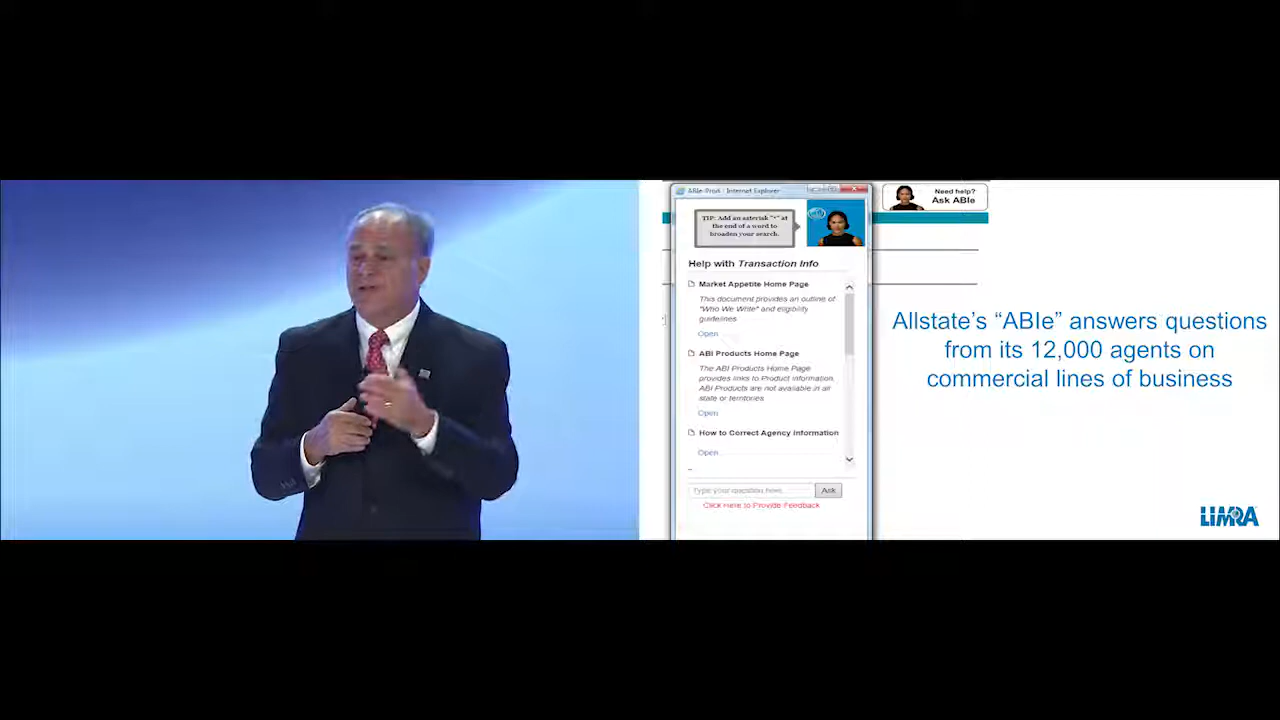 ABIe-Prod - Internet Explorer
TIP: Add an asterisk "*" at
the end of a word to
broaden your search.
Need help?
Ask ABIe
Help with Transaction Info
Market Appetite Home Page
This document provides an outline of
"Who We Write" and eligibility
guidelines.
Open
ABI Products Home Page
The ABI Products Home Page
provides links to Product information.
ABI Products are not available in all
state or territories.
Open
How to Correct Agency Information
Open
Type your question here
Ask
Click Here to Provide Feedback
Allstate's “ABIe” answers questions
from its 12,000 agents on
commercial lines of business
LIMRA